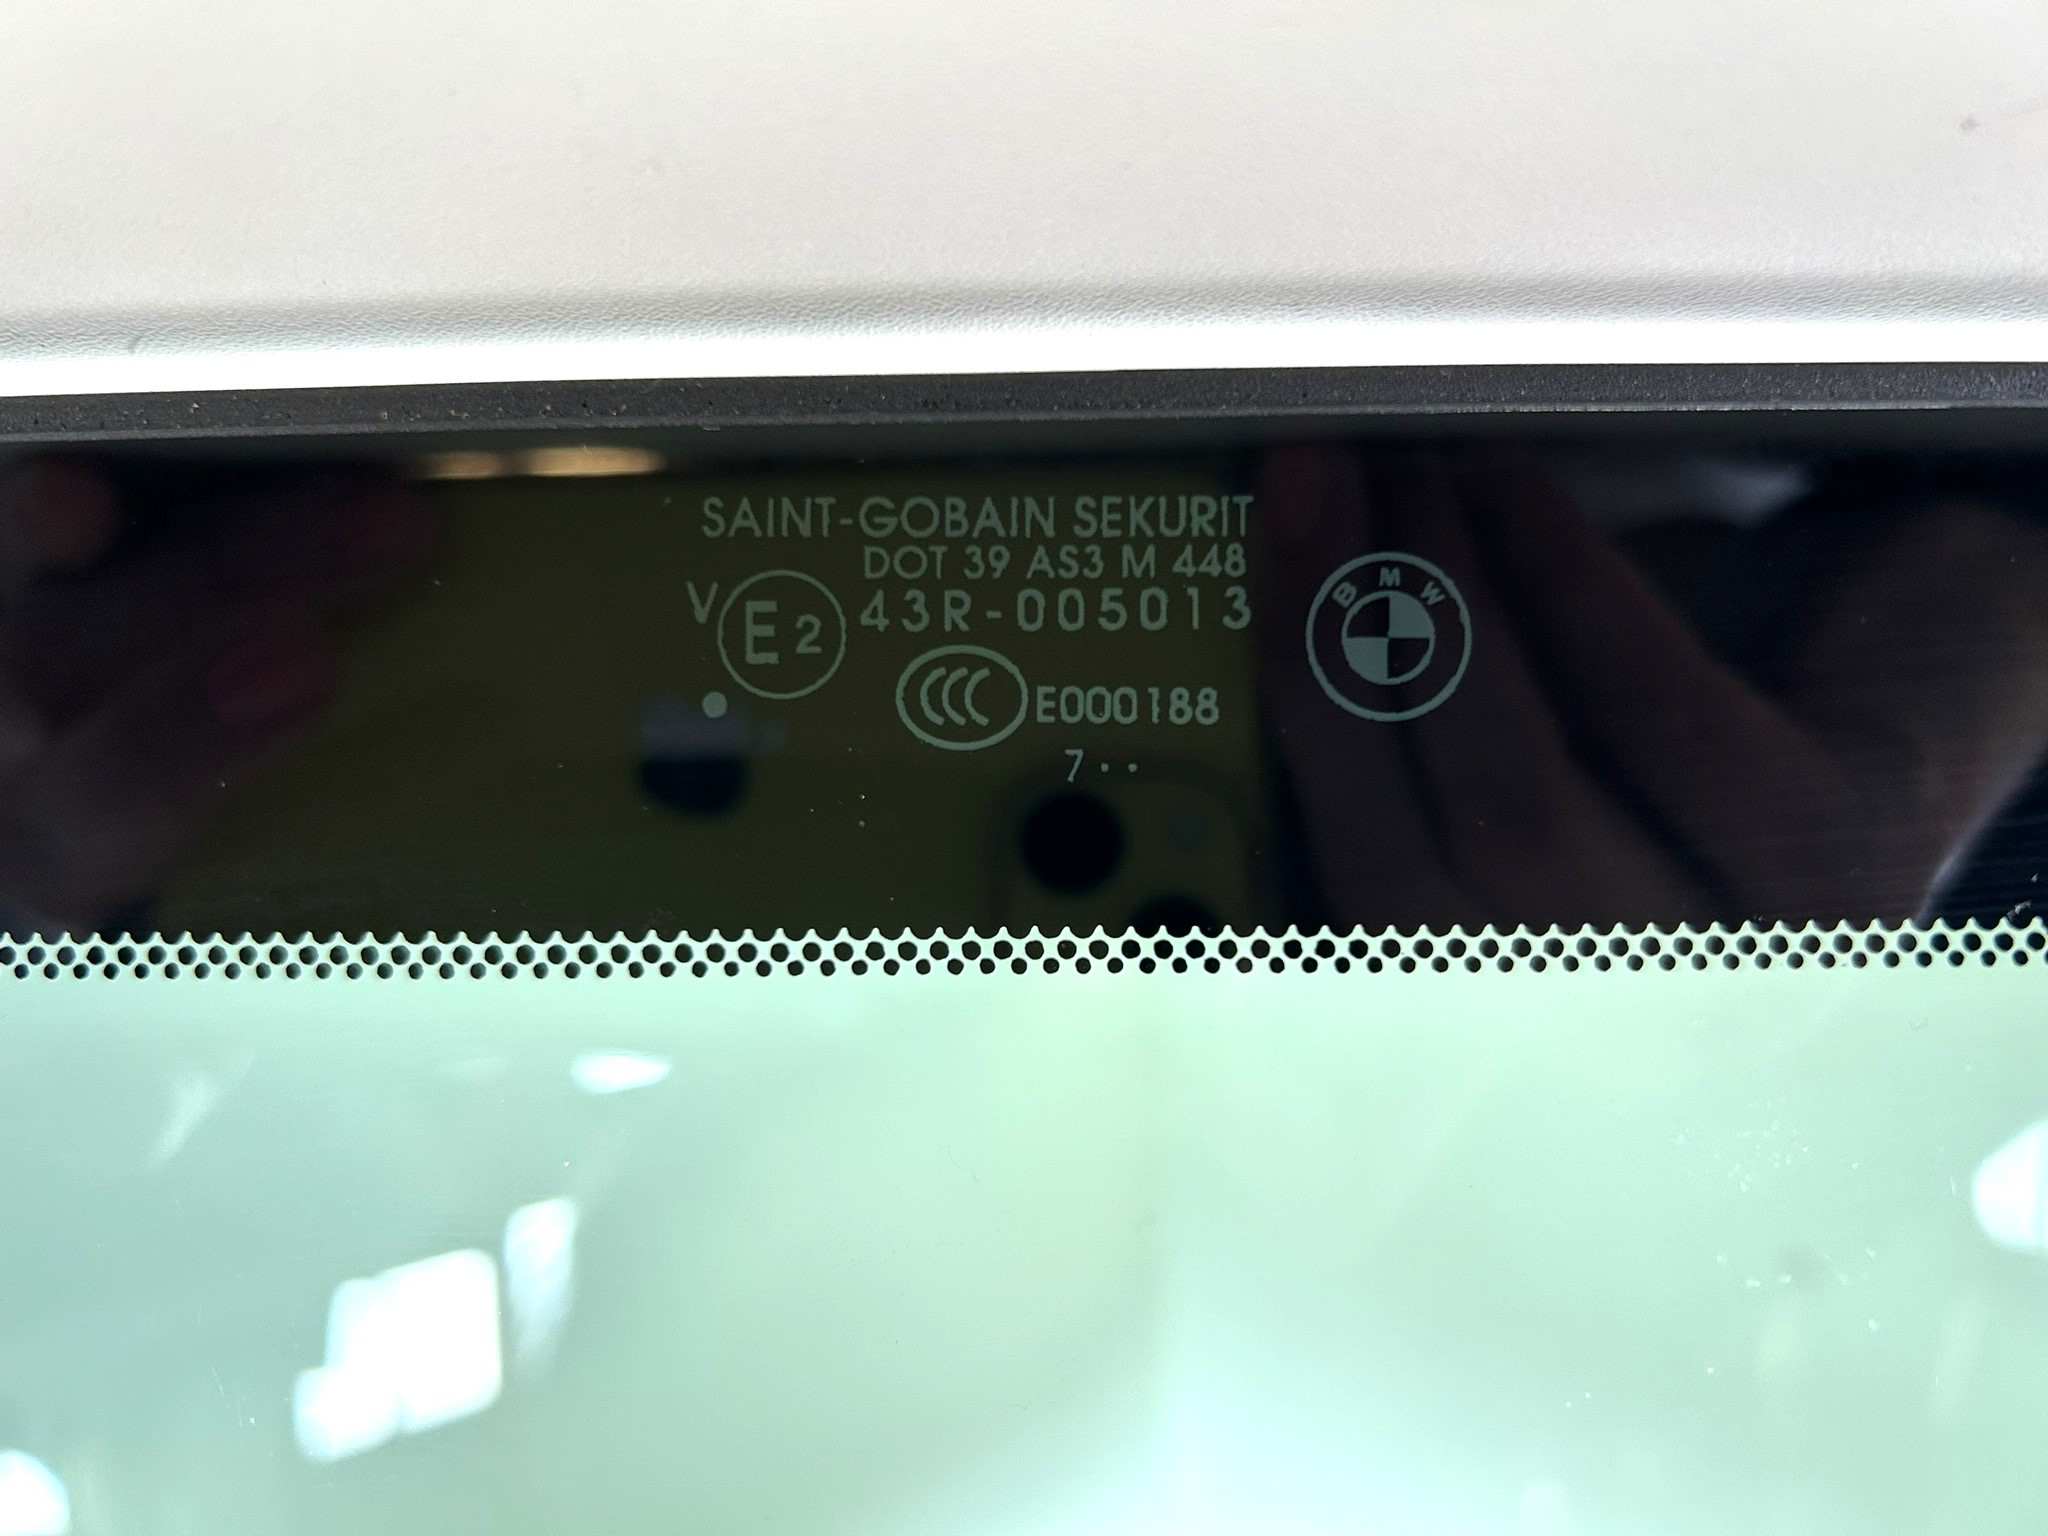 SAINT-GOBAIN SEKURIT
DOT 39 AS3 M 448
V E2 43R-005013
CCC E000188
7 · ·
BMW